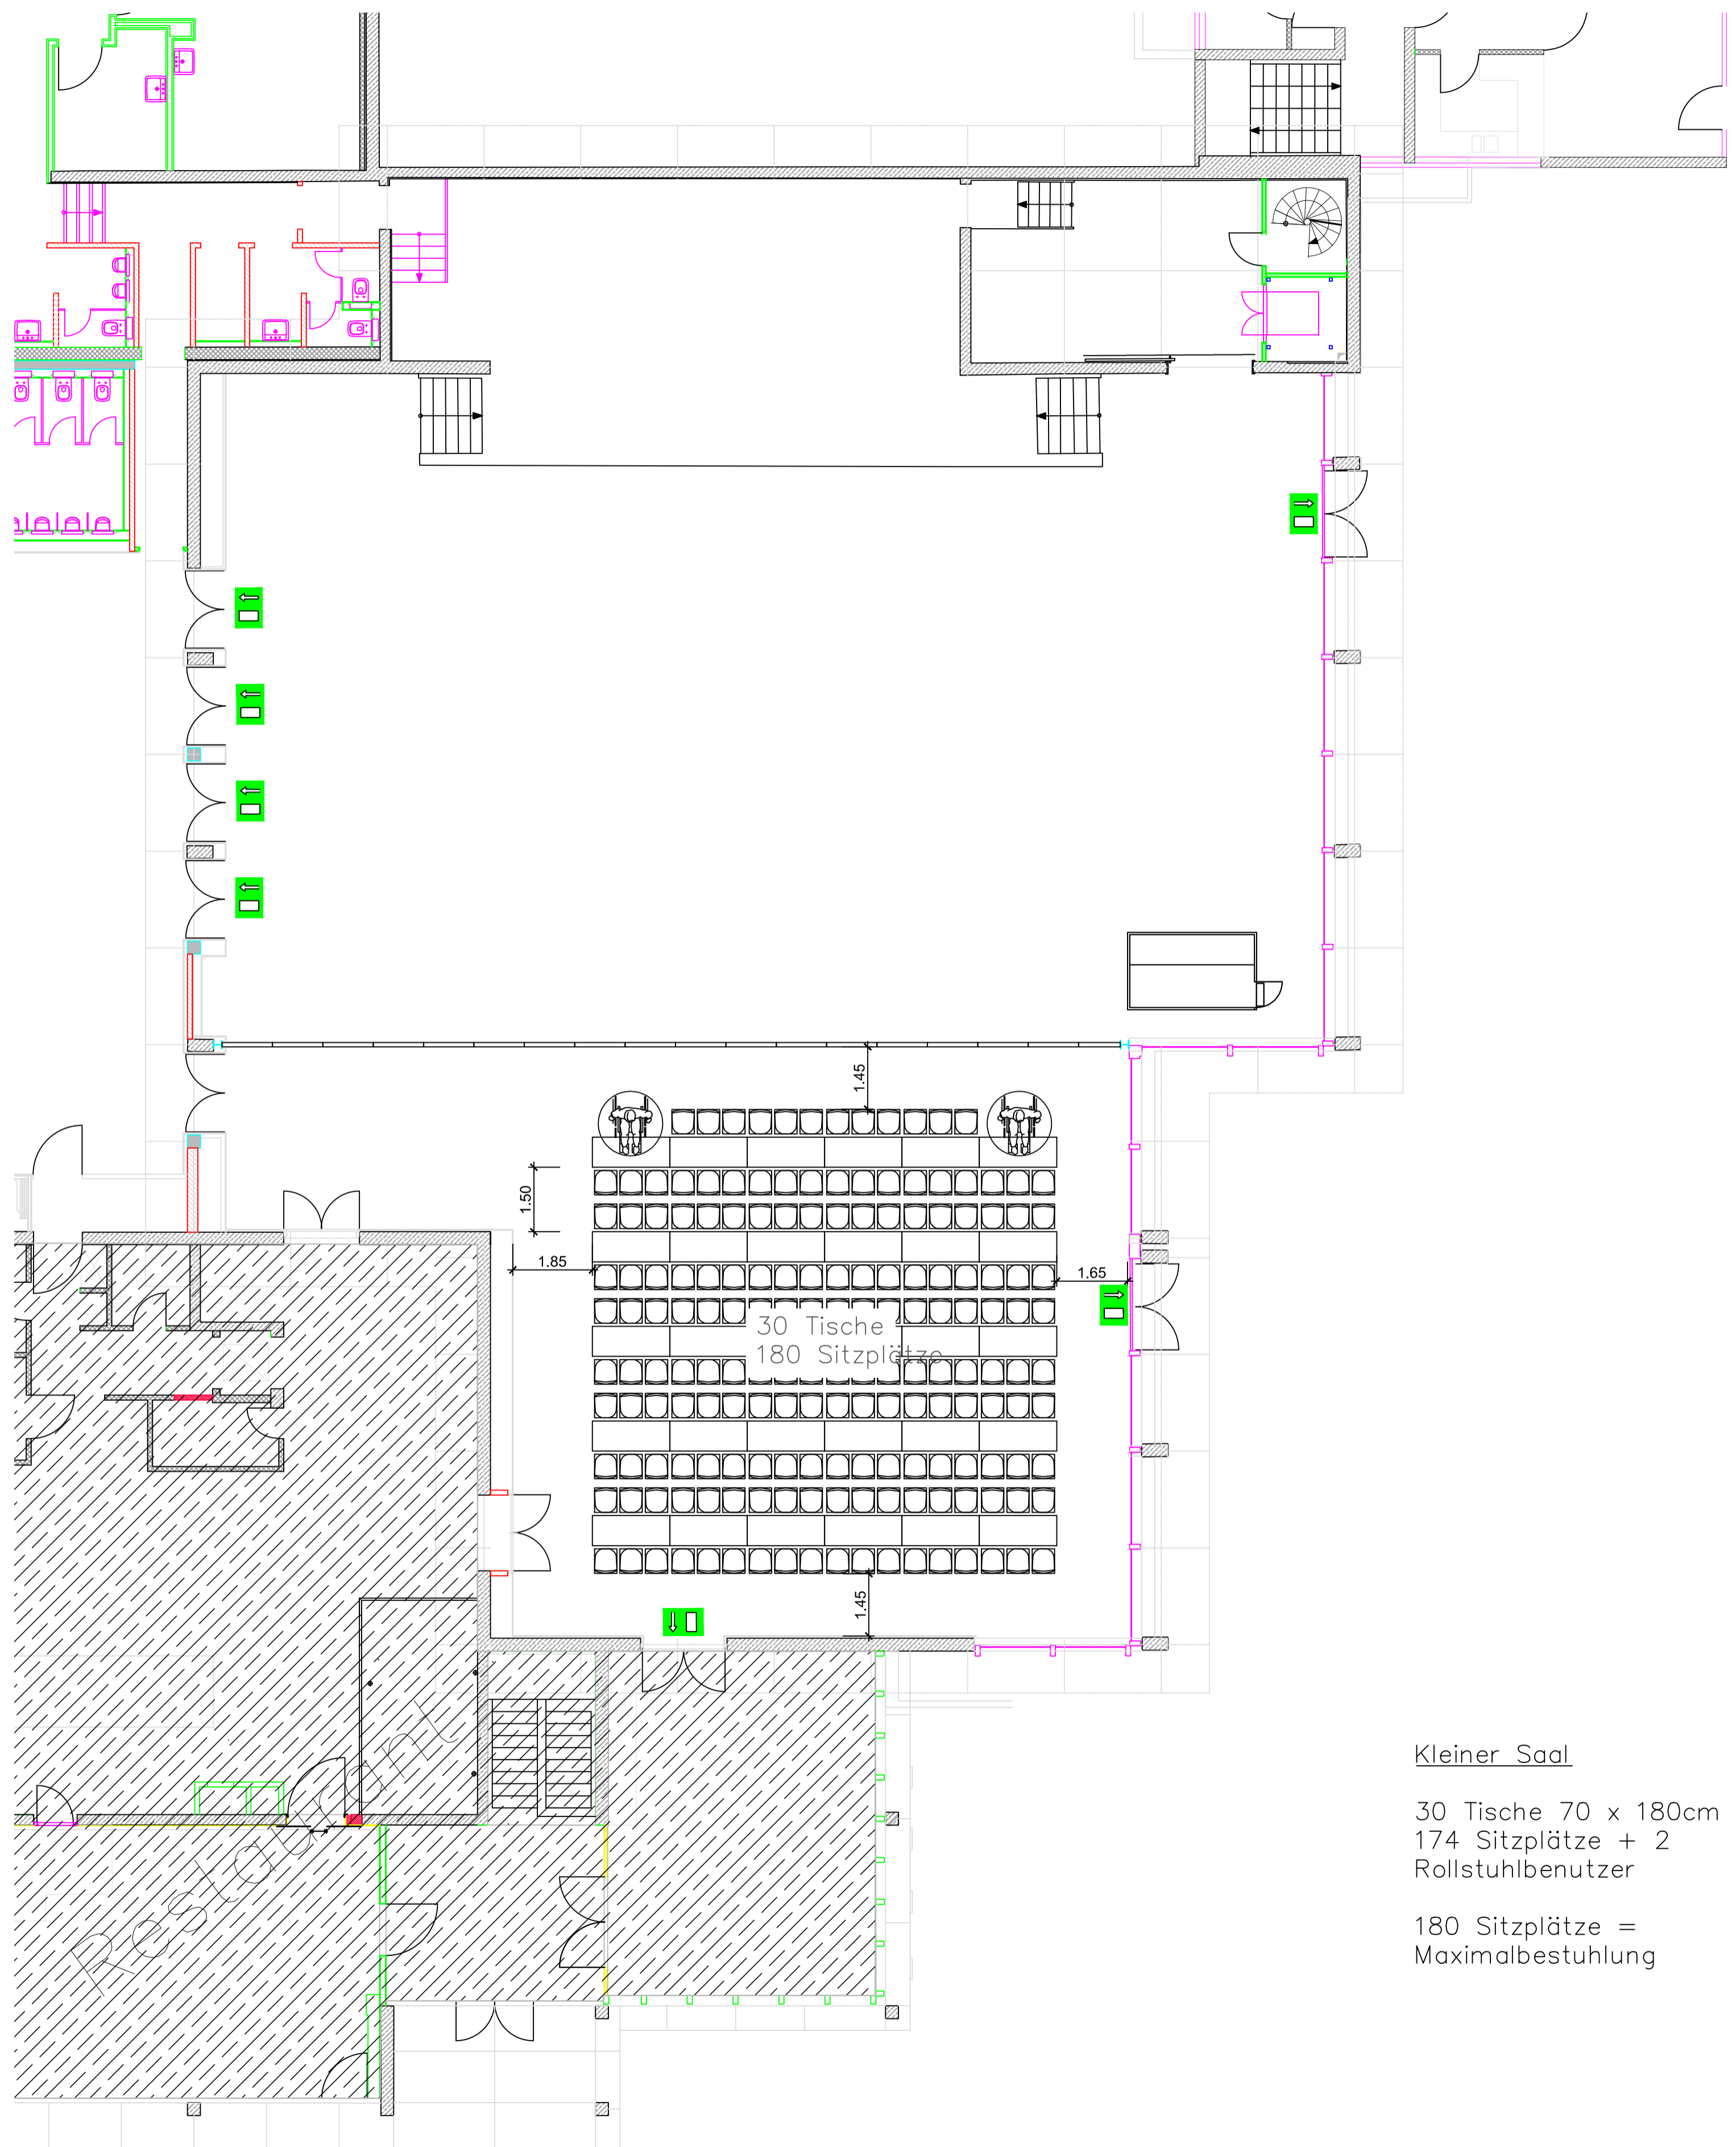 1.45
1.50
1.85
1.65
30 Tische
180 Sitzplätze
1.45
Restaurant
Kleiner Saal
30 Tische 70 x 180cm
174 Sitzplätze + 2
Rollstuhlbenutzer
180 Sitzplätze =
Maximalbestuhlung